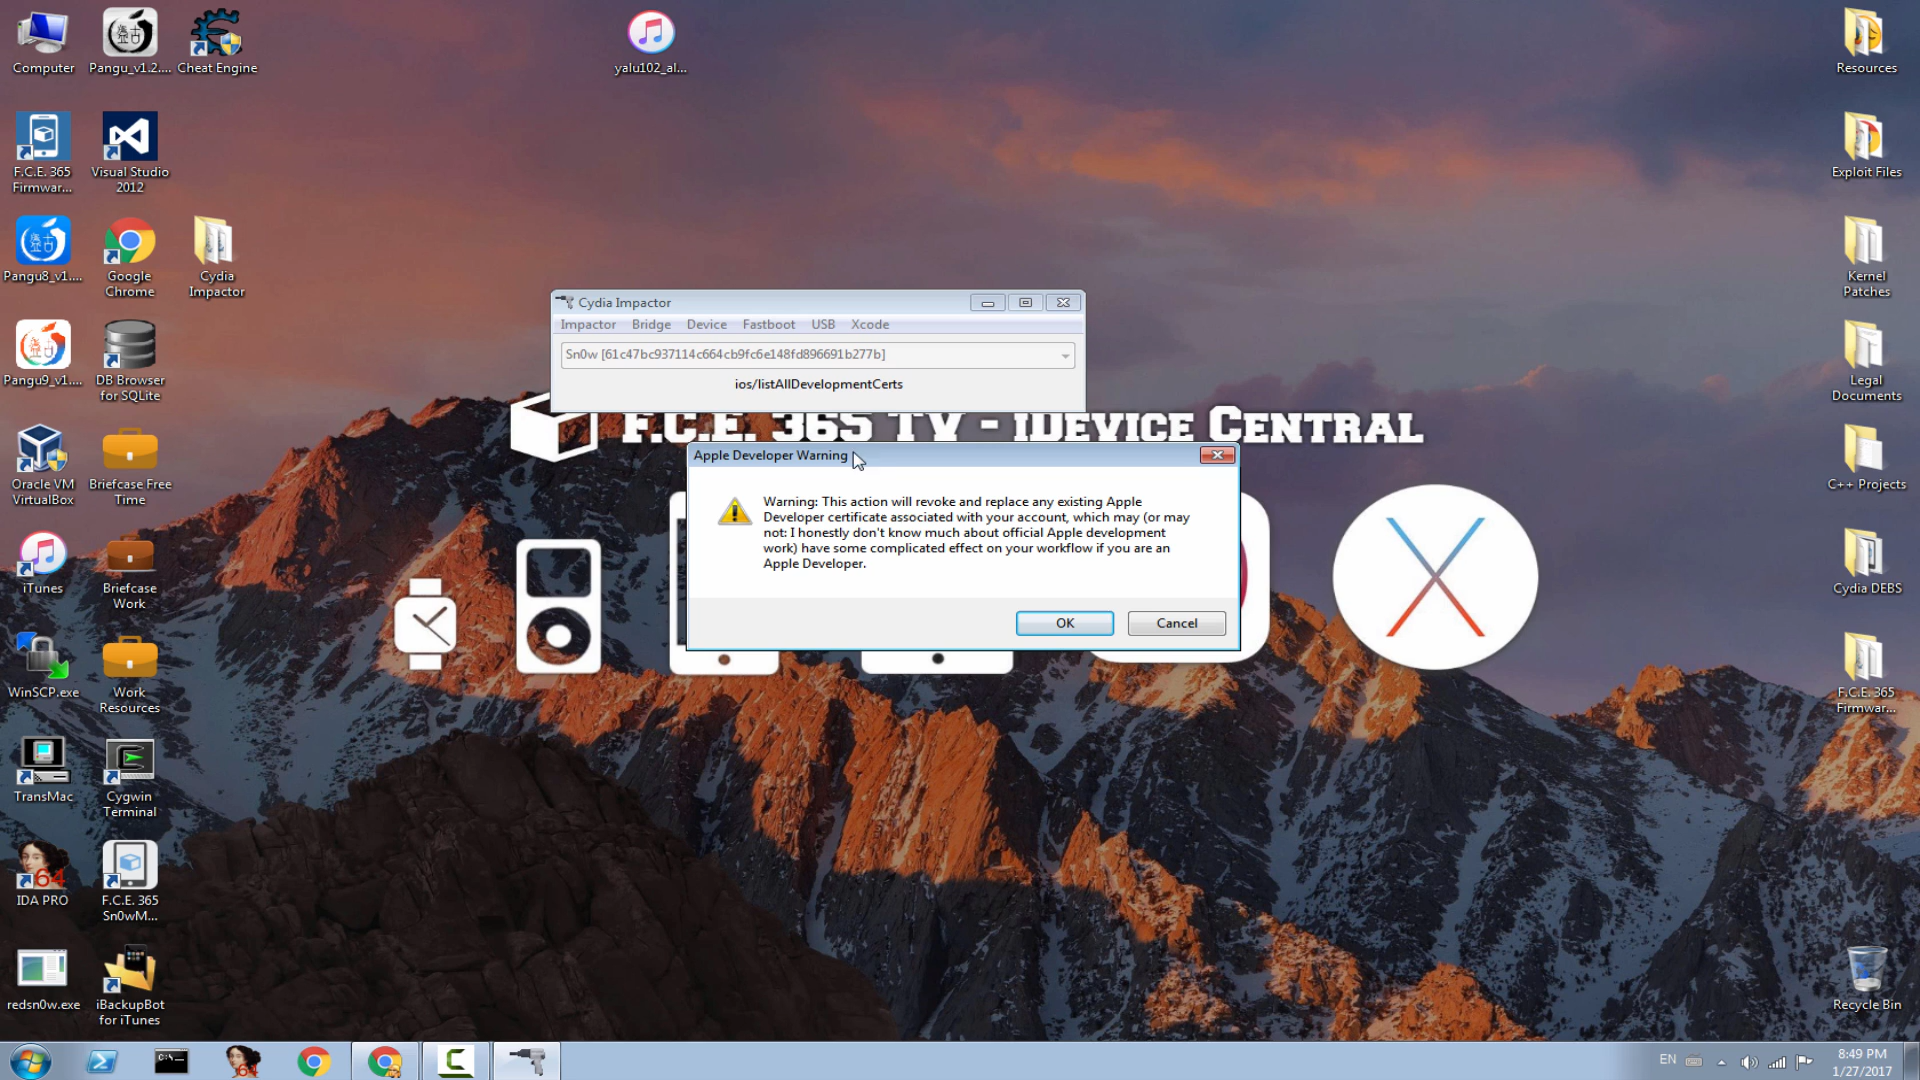 Computer
Pangu_v1.2....
Cheat Engine
yalu102_al...
Resources
F.C.E. 365
Firmwar...
Visual Studio
2012
Exploit Files
Pangu8_v1....
Google
Chrome
Cydia
Impactor
Kernel
Patches
Cydia Impactor
Impactor Bridge Device Fastboot USB Xcode
Sn0w [61c47bc937114c664cb9fc6e148fd896691b277b]
ios/listAllDevelopmentCerts
Pangu9_v1....
DB Browser
for SQLite
Legal
Documents
F.C.E. 365 TV - iDevice Central
Apple Developer Warning
Warning: This action will revoke and replace any existing Apple
Developer certificate associated with your account, which may (or may
not: I honestly don't know much about official Apple development
work) have some complicated effect on your workflow if you are an
Apple Developer.
OK Cancel
Oracle VM
VirtualBox
Briefcase Free
Time
C++ Projects
iTunes
Briefcase
Work
Cydia DEBS
WinSCP.exe
Work
Resources
F.C.E. 365
Firmwar...
TransMac
Cygwin
Terminal
64
IDA PRO
F.C.E. 365
Sn0wM...
redsn0w.exe
iBackupBot
for iTunes
Recycle Bin
C:\
64
EN
8:49 PM
1/27/2017